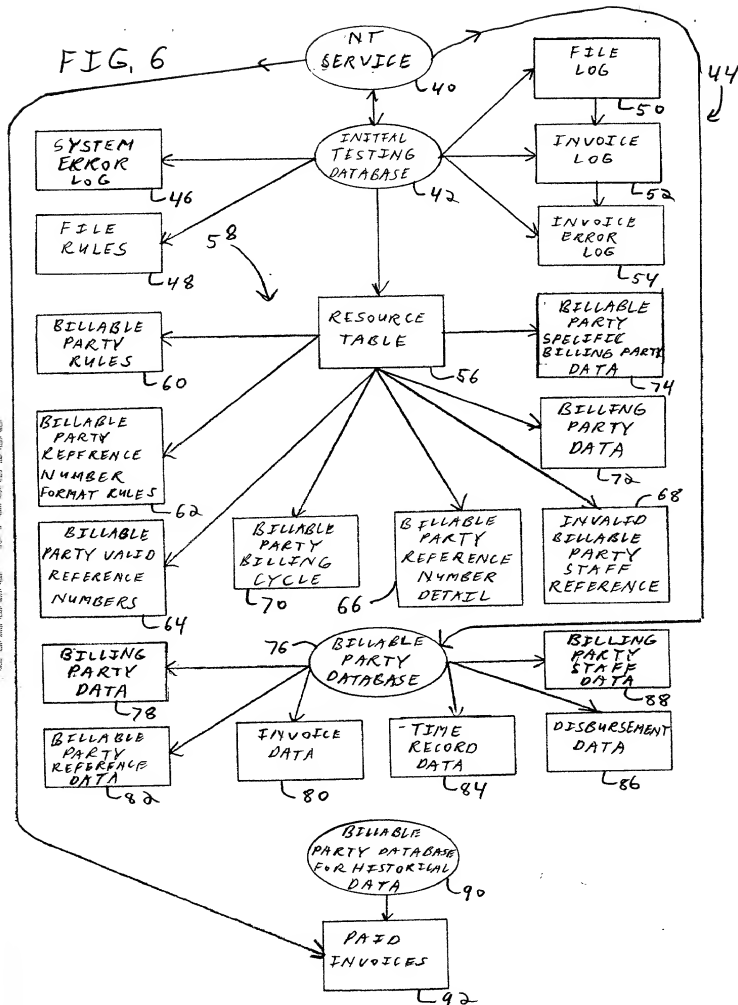 FIG. 6
NT
SERVICE
40
FILE
LOG
50
44
SYSTEM
ERROR
LOG
46
INITIAL
TESTING
DATABASE
42
INVOICE
LOG
52
FILE
RULES
48
58
INVOICE
ERROR
LOG
54
BILLABLE
PARTY
RULES
60
RESOURCE
TABLE
56
BILLABLE
PARTY
SPECIFIC
BILLING PARTY
DATA
74
BILLING
PARTY
DATA
72
BILLABLE
PARTY
REFERENCE
NUMBER
FORMAT RULES
62
BILLABLE
PARTY VALID
REFERENCE
NUMBERS
64
BILLABLE
PARTY
BILLING
CYCLE
70
BILLABLE
PARTY
REFERENCE
NUMBER
DETAIL
66
68
INVALID
BILLABLE
PARTY
STAFF
REFERENCE
76
BILLABLE
PARTY
DATABASE
BILLING
PARTY
DATA
78
BILLING
PARTY
STAFF
DATA
88
BILLABLE
PARTY
REFERENCE
DATA
82
INVOICE
DATA
80
TIME
RECORD
DATA
84
DISBURSEMENT
DATA
86
BILLABLE
PARTY DATABASE
FOR HISTORICAL
DATA
90
PAID
INVOICES
92